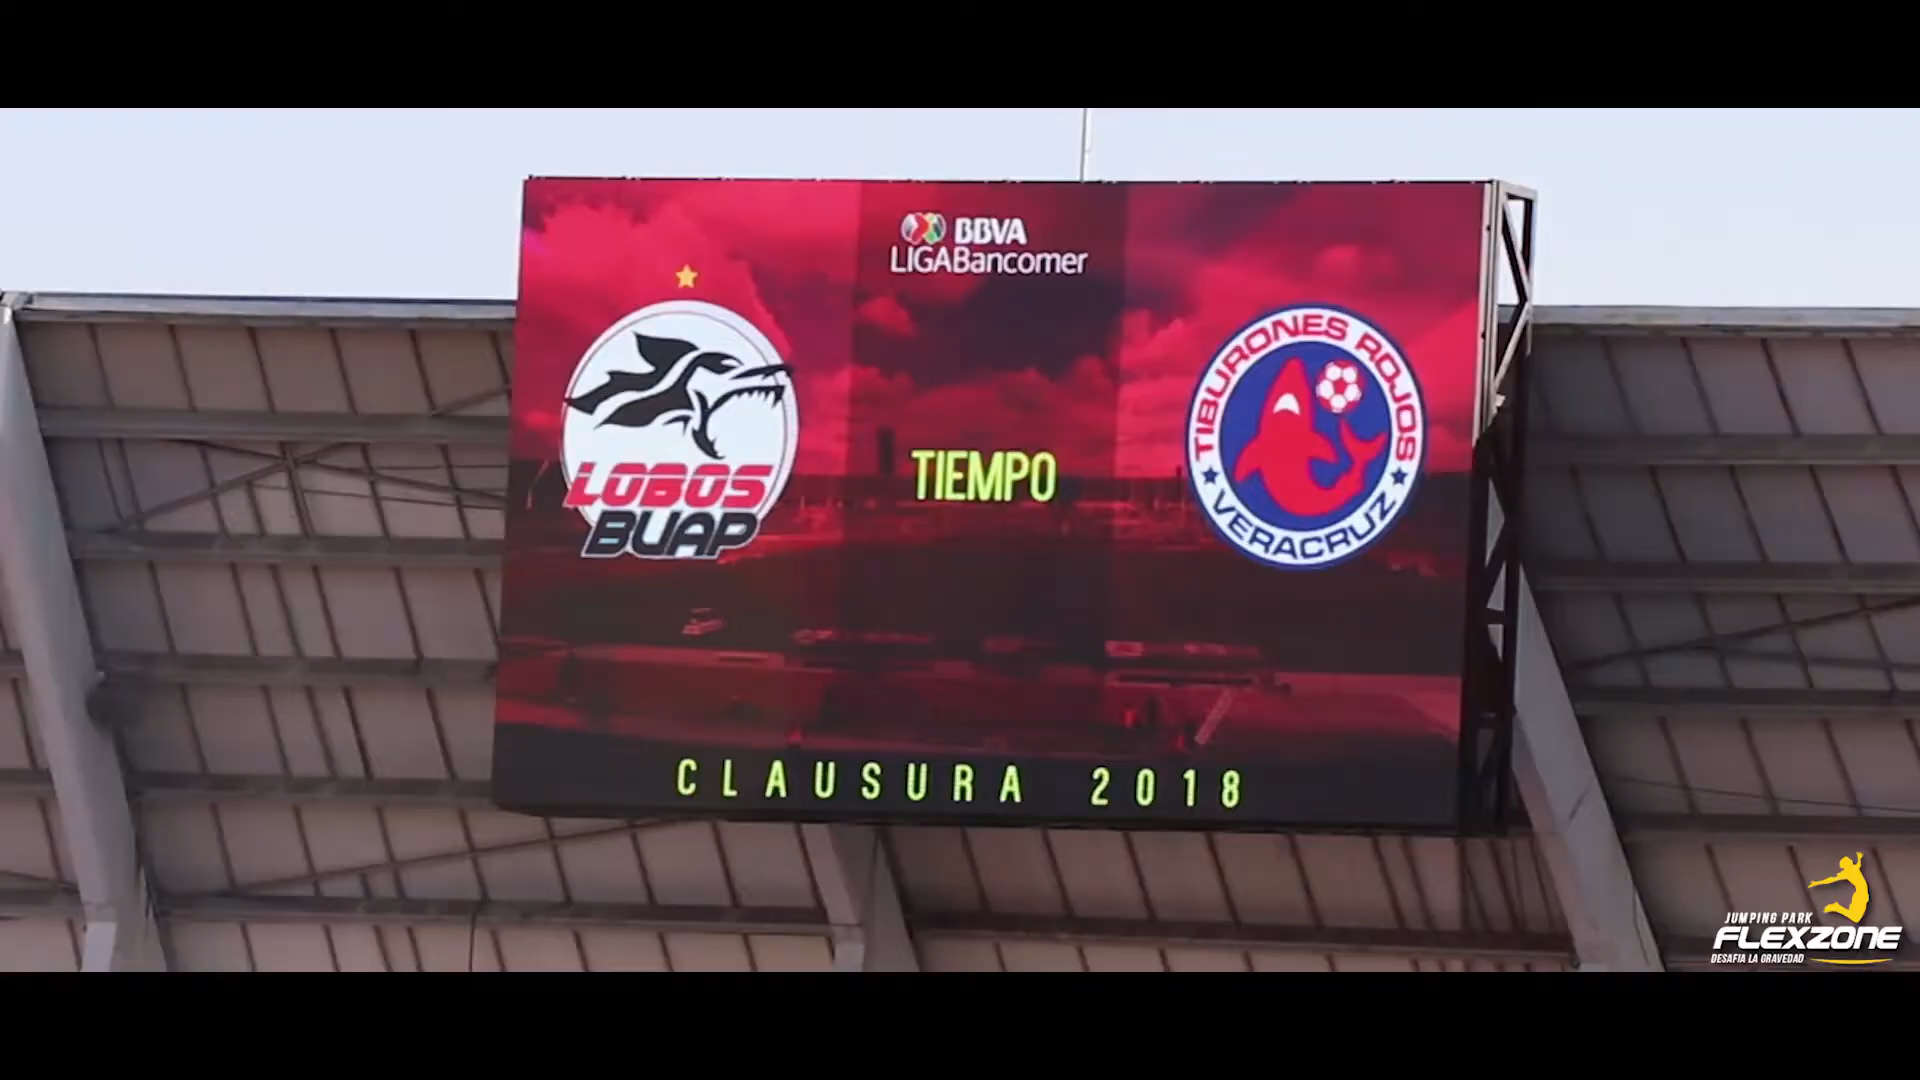 BBVA
LIGABancomer
LOBOS
BUAP
TIEMPO
TIBURONES ROJOS
VERACRUZ
CLAUSURA 2018
JUMPING PARK
FLEXZONE
DESAFIA LA GRAVEDAD